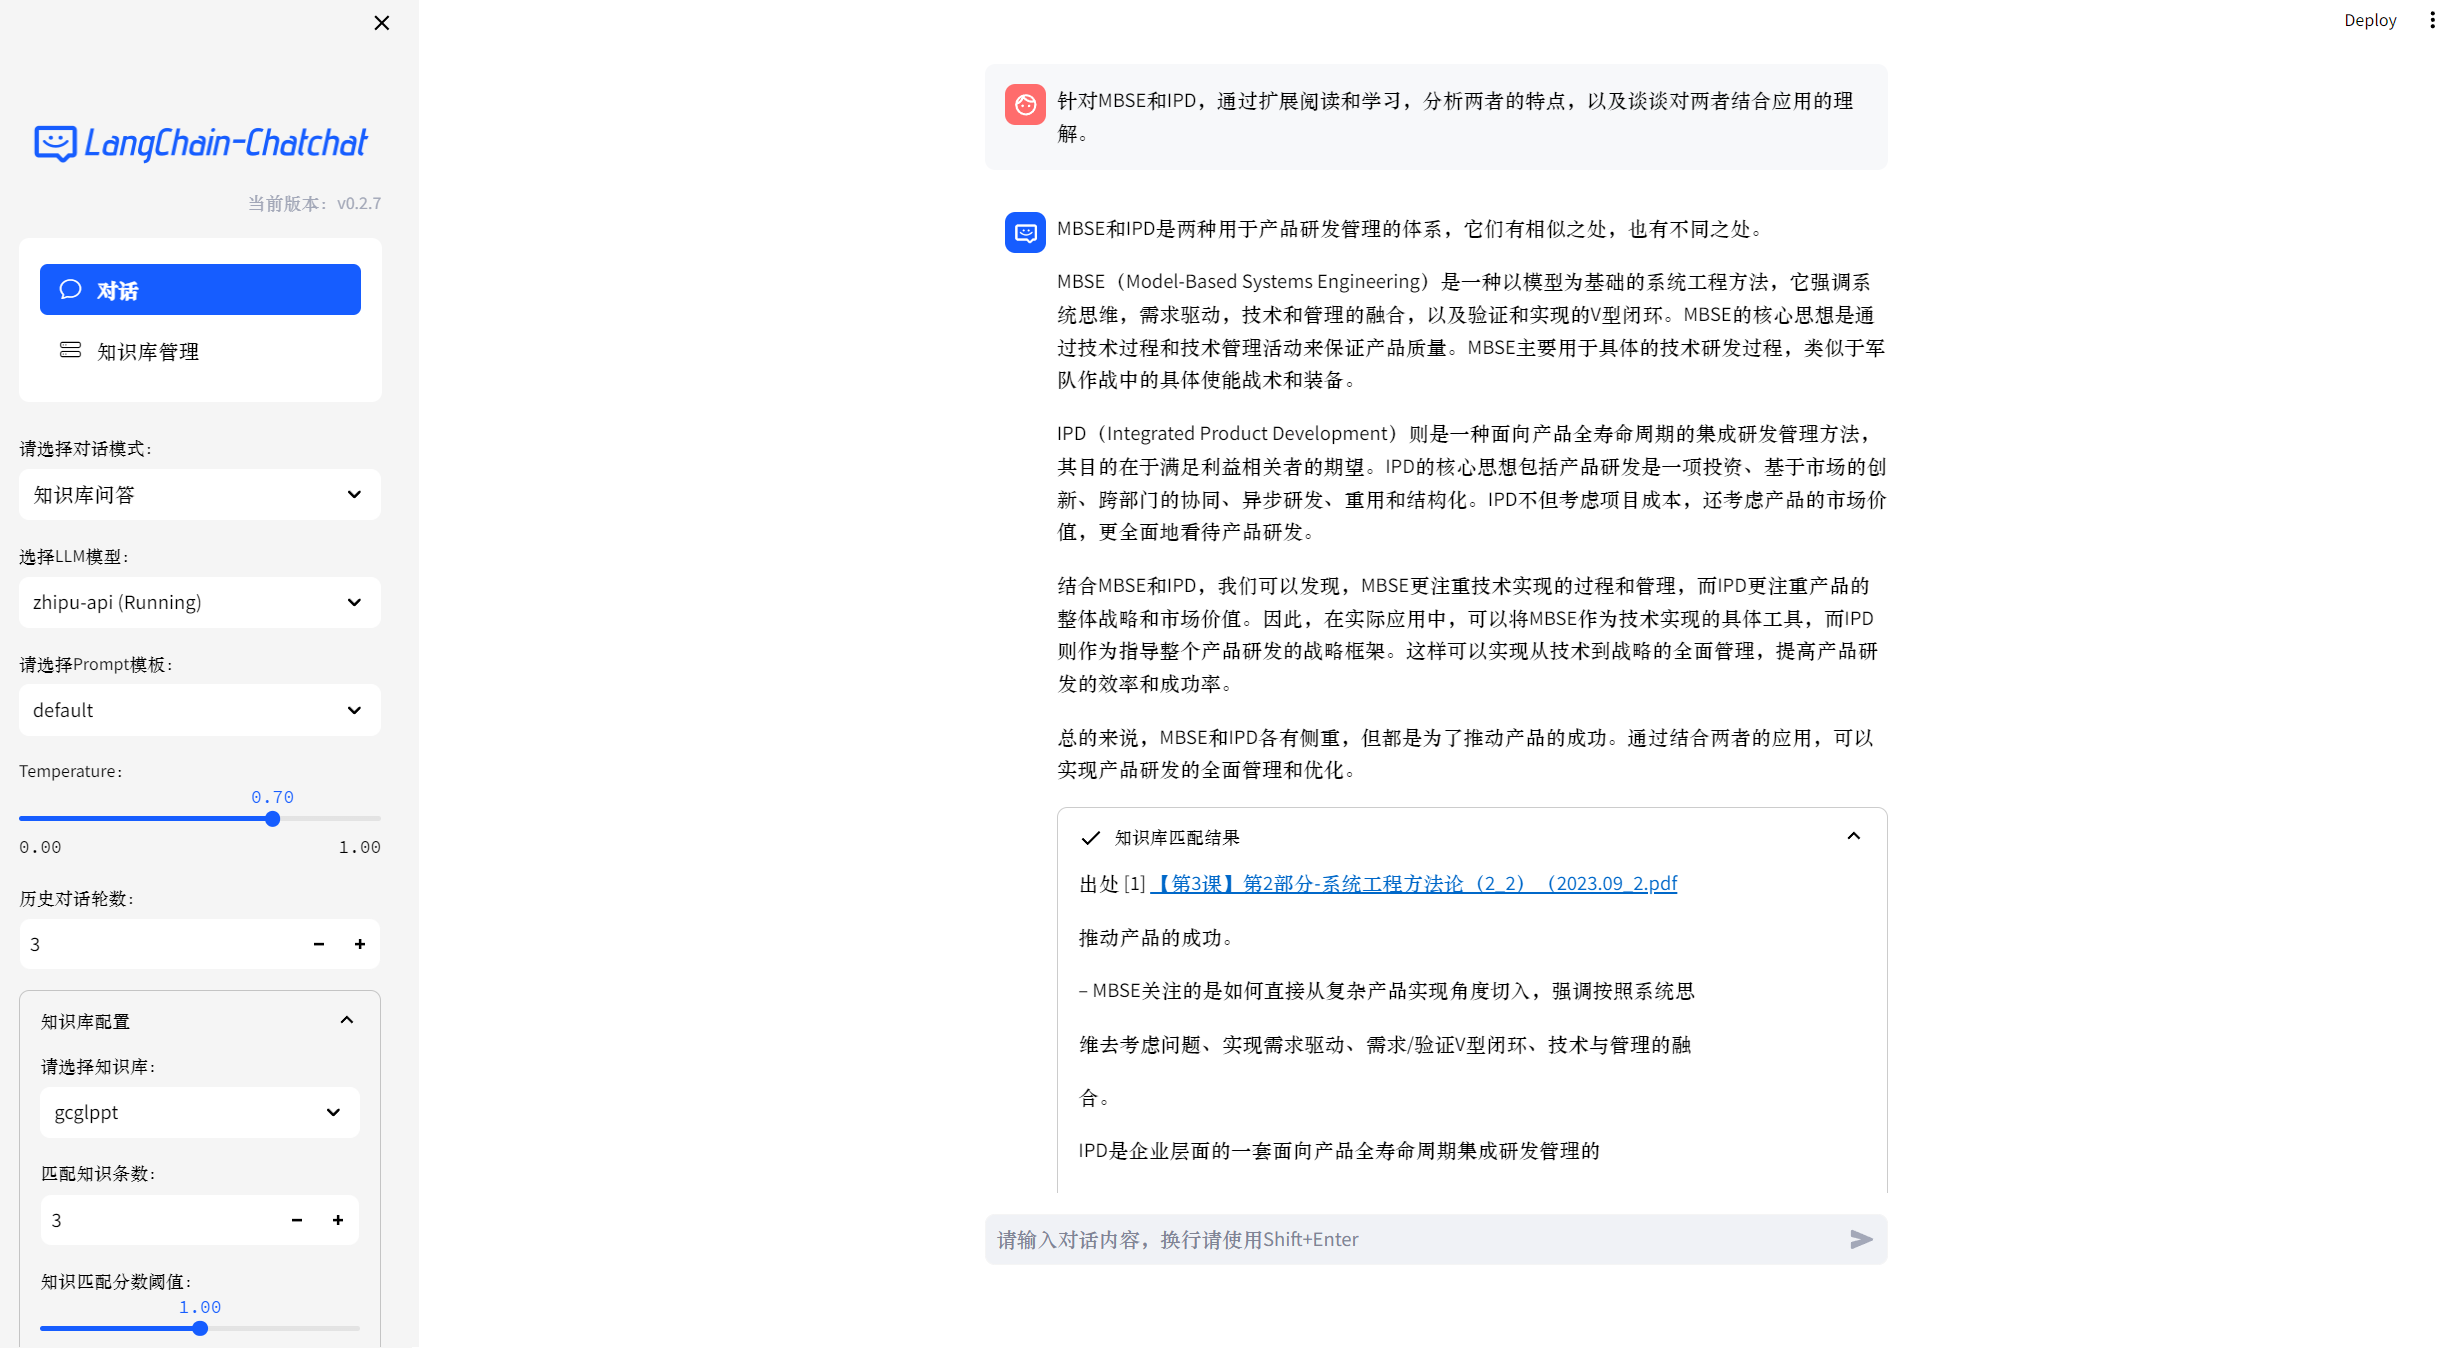 Deploy
LangChain-Chatchat
当前版本：v0.2.7
对话
知识库管理
请选择对话模式：
知识库问答
选择LLM模型：
zhipu-api (Running)
请选择Prompt模板：
default
Temperature：
0.70
0.00
1.00
历史对话轮数：
3
知识库配置
请选择知识库：
gcglppt
匹配知识条数：
3
知识匹配分数阈值：
1.00
针对MBSE和IPD，通过扩展阅读和学习，分析两者的特点，以及谈谈对两者结合应用的理
解。
MBSE和IPD是两种用于产品研发管理的体系，它们有相似之处，也有不同之处。
MBSE（Model-Based Systems Engineering）是一种以模型为基础的系统工程方法，它强调系
统思维，需求驱动，技术和管理的融合，以及验证和实现的V型闭环。MBSE的核心思想是通
过技术过程和技术管理活动来保证产品质量。MBSE主要用于具体的技术研发过程，类似于军
队作战中的具体使能战术和装备。
IPD（Integrated Product Development）则是一种面向产品全寿命周期的集成研发管理方法，
其目的在于满足利益相关者的期望。IPD的核心思想包括产品研发是一项投资、基于市场的创
新、跨部门的协同、异步研发、重用和结构化。IPD不但考虑项目成本，还考虑产品的市场价
值，更全面地看待产品研发。
结合MBSE和IPD，我们可以发现，MBSE更注重技术实现的过程和管理，而IPD更注重产品的
整体战略和市场价值。因此，在实际应用中，可以将MBSE作为技术实现的具体工具，而IPD
则作为指导整个产品研发的战略框架。这样可以实现从技术到战略的全面管理，提高产品研
发的效率和成功率。
总的来说，MBSE和IPD各有侧重，但都是为了推动产品的成功。通过结合两者的应用，可以
实现产品研发的全面管理和优化。
知识库匹配结果
出处 [1] 【第3课】第2部分-系统工程方法论（2_2）（2023.09_2.pdf
推动产品的成功。
– MBSE关注的是如何直接从复杂产品实现角度切入，强调按照系统思
维去考虑问题、实现需求驱动、需求/验证V型闭环、技术与管理的融
合。
IPD是企业层面的一套面向产品全寿命周期集成研发管理的
请输入对话内容，换行请使用Shift+Enter